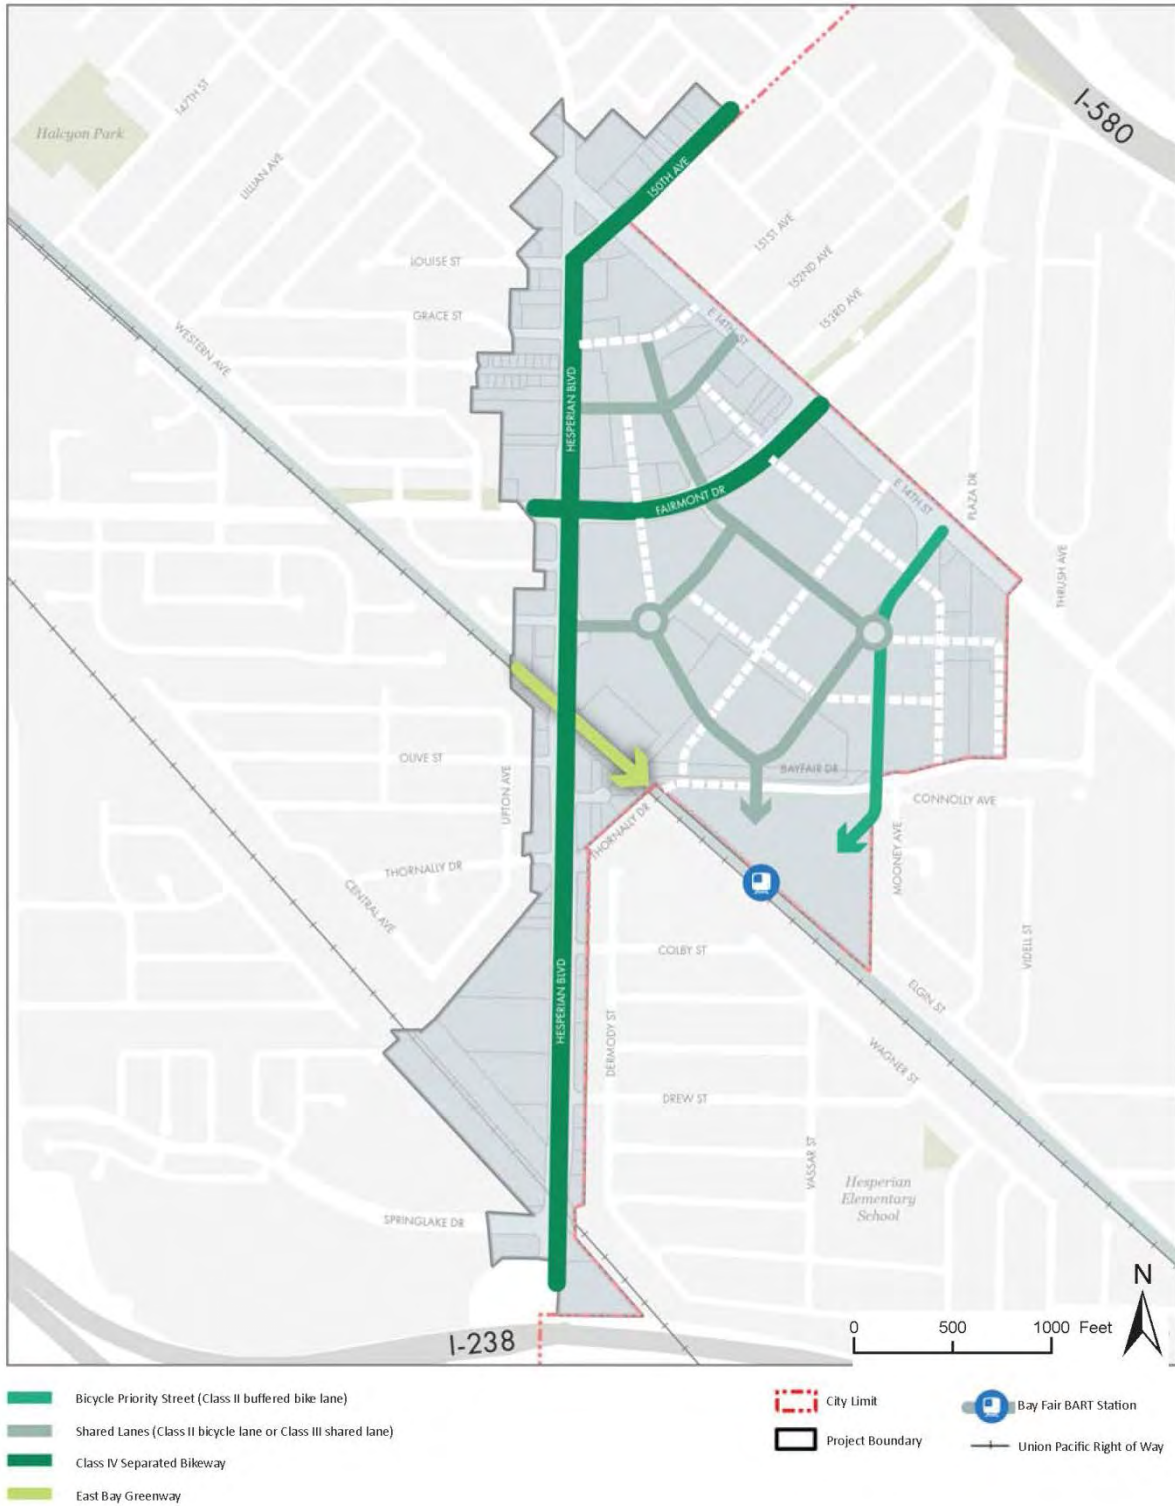 I-580
147TH ST
Halcyon Park
LILLIAN AVE
150TH AVE
151ST AVE
LOUISE ST
152ND AVE
GRACE ST
153RD AVE
E 14TH ST
WESTERN AVE
HESPERIAN BLVD
FAIRMONT DR
E 14TH ST
PLAZA DR
THRUSH AVE
OLIVE ST
UPTON AVE
BAYFAIR DR
CONNOLLY AVE
THORNALLY DR
MOONEY AVE
THORNALLY DR
CENTRAL AVE
COLBY ST
VIDELL ST
HESPERIAN BLVD
ELGIN ST
DERMODY ST
WAGNER ST
DREW ST
VASSAR ST
Hesperian
Elementary
School
SPRINGLAKE DR
N
0 500 1000 Feet
I-238
Bicycle Priority Street (Class II buffered bike lane)
Shared Lanes (Class II bicycle lane or Class III shared lane)
Class IV Separated Bikeway
East Bay Greenway
City Limit
Project Boundary
Bay Fair BART Station
Union Pacific Right of Way